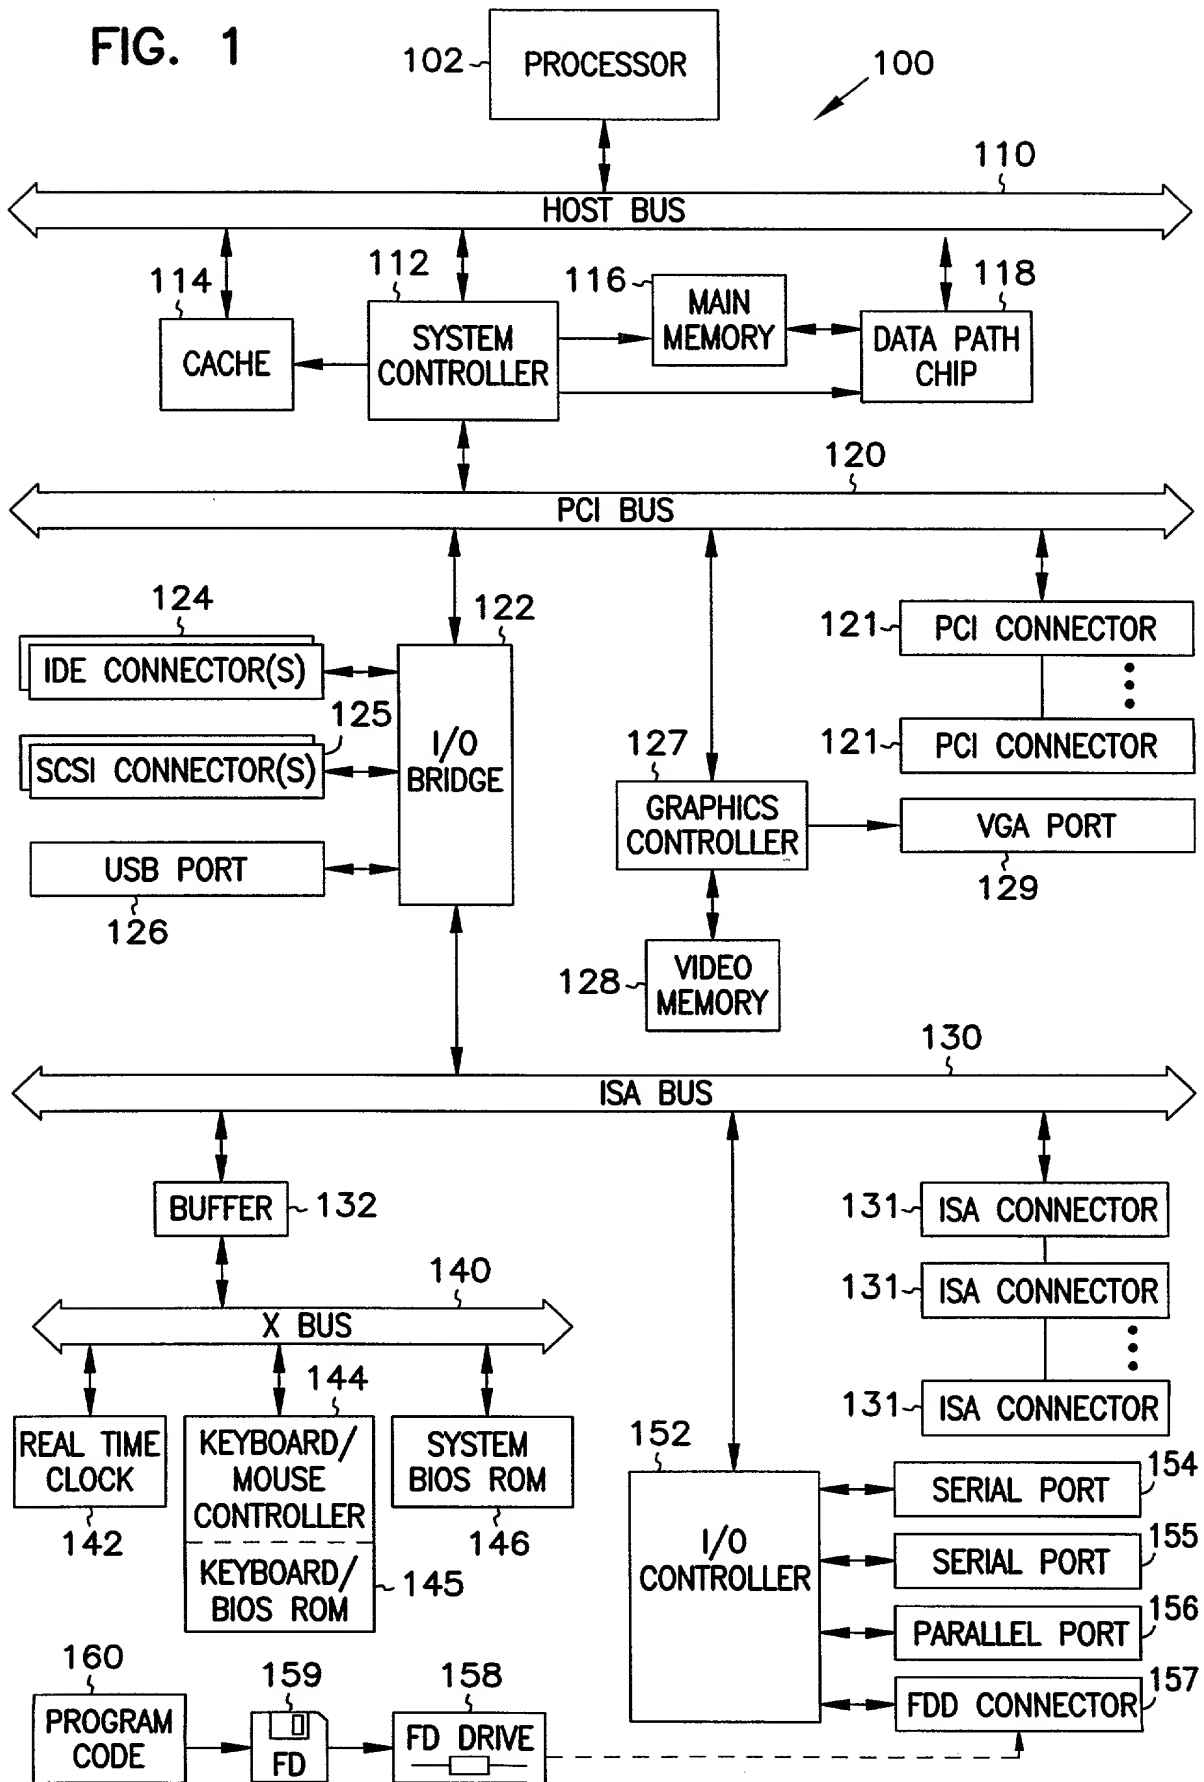 FIG. 1
102 PROCESSOR
100
110
HOST BUS
114
112
116
118
CACHE
SYSTEM
CONTROLLER
MAIN
MEMORY
DATA PATH
CHIP
120
PCI BUS
124
122
IDE CONNECTOR(S)
125
SCSI CONNECTOR(S)
I/O
BRIDGE
USB PORT
126
121 PCI CONNECTOR
121 PCI CONNECTOR
127
GRAPHICS
CONTROLLER
VGA PORT
129
128 VIDEO
MEMORY
130
ISA BUS
BUFFER 132
131 ISA CONNECTOR
131 ISA CONNECTOR
131 ISA CONNECTOR
140
X BUS
144
REAL TIME
CLOCK
142
KEYBOARD/
MOUSE
CONTROLLER
KEYBOARD/
BIOS ROM
145
SYSTEM
BIOS ROM
146
152
I/O
CONTROLLER
154
SERIAL PORT
155
SERIAL PORT
156
PARALLEL PORT
157
FDD CONNECTOR
160
PROGRAM
CODE
159
FD
158
FD DRIVE